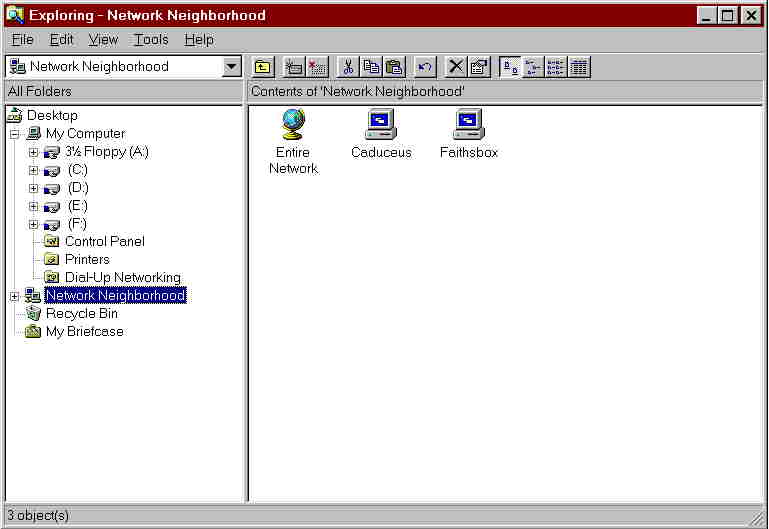 Exploring - Network Neighborhood
File Edit View Tools Help
Network Neighborhood
All Folders
Contents of 'Network Neighborhood'
Desktop
My Computer
3½ Floppy (A:)
(C:)
(D:)
(E:)
(F:)
Control Panel
Printers
Dial-Up Networking
Network Neighborhood
Recycle Bin
My Briefcase
Entire
Network
Caduceus
Faithsbox
3 object(s)